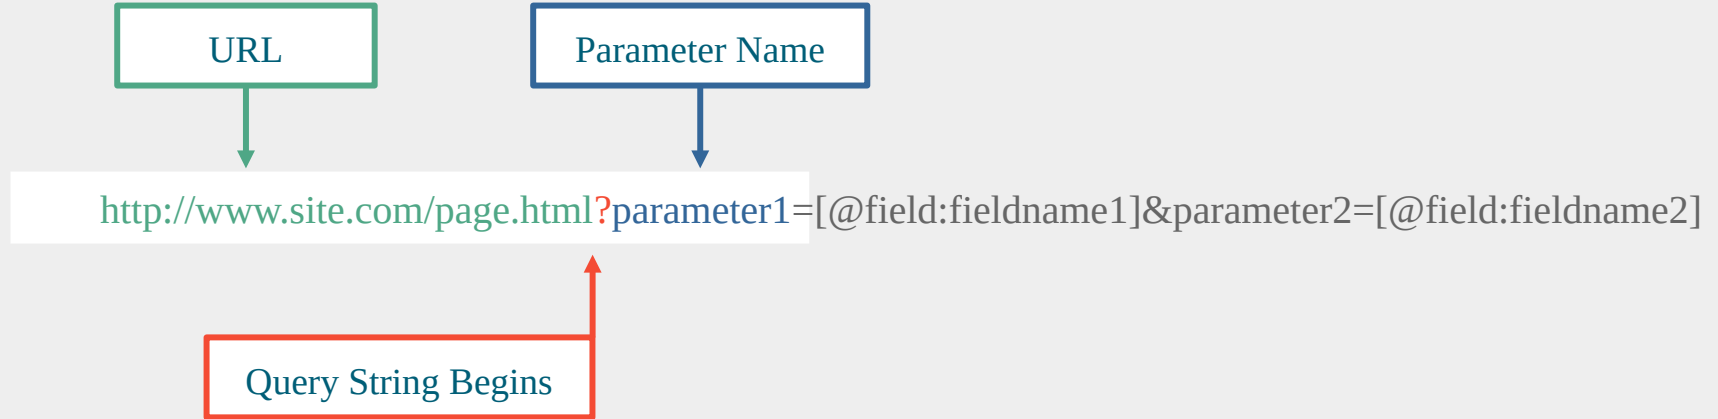 URL
Parameter Name
http://www.site.com/page.html?parameter1=[@field:fieldname1]&parameter2=[@field:fieldname2]
Query String Begins